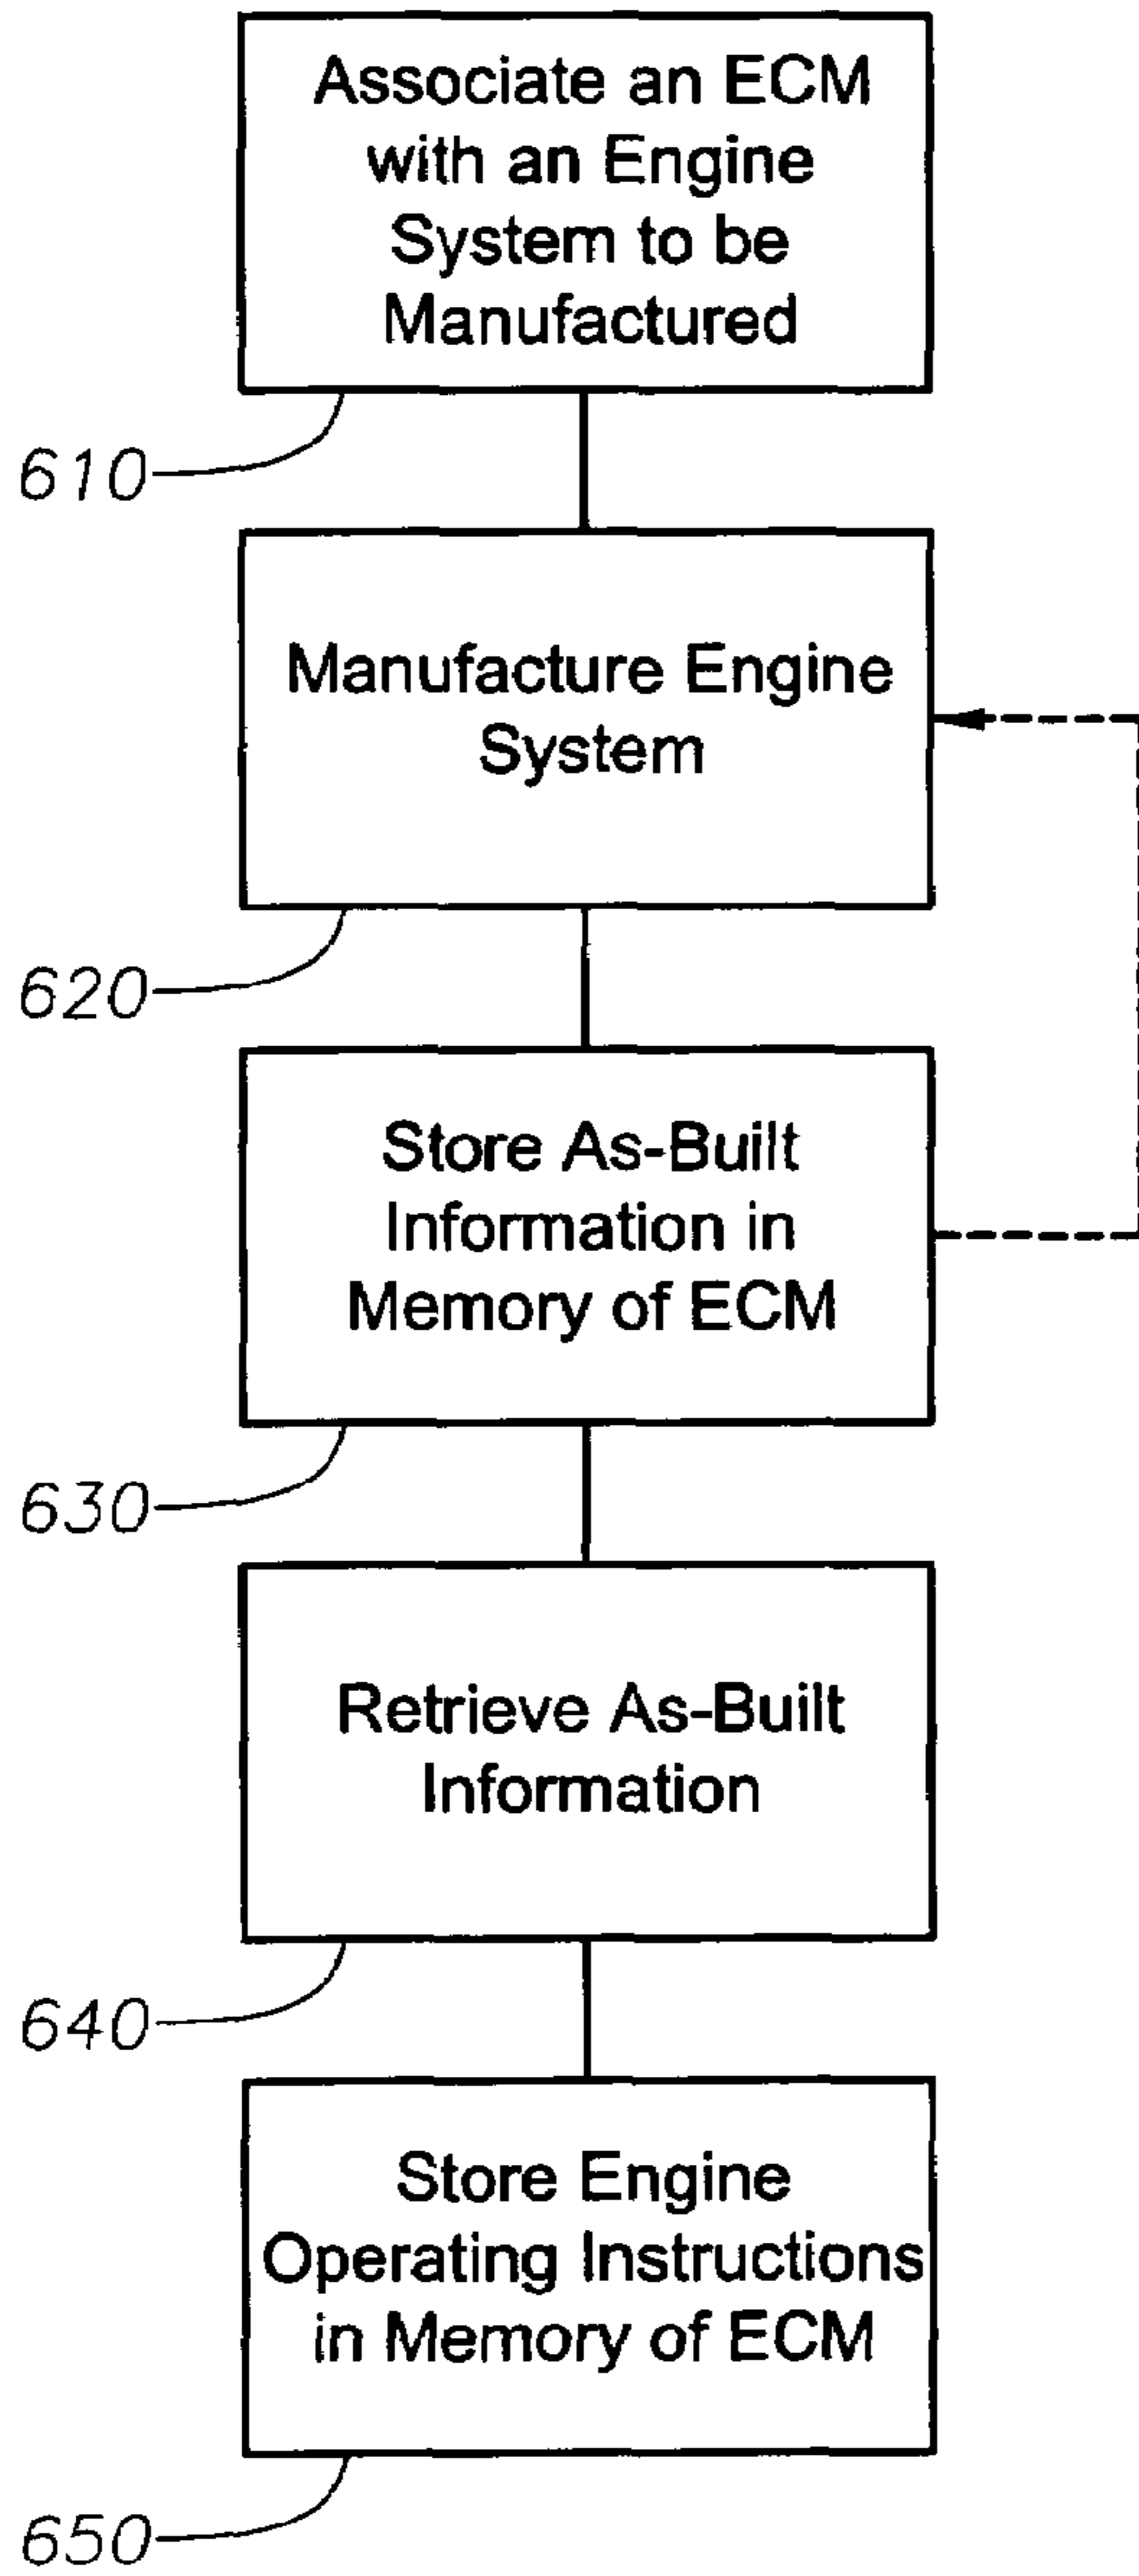 Associate an ECM
with an Engine
System to be
Manufactured
610
Manufacture Engine
System
620
Store As-Built
Information in
Memory of ECM
630
Retrieve As-Built
Information
640
Store Engine
Operating Instructions
in Memory of ECM
650